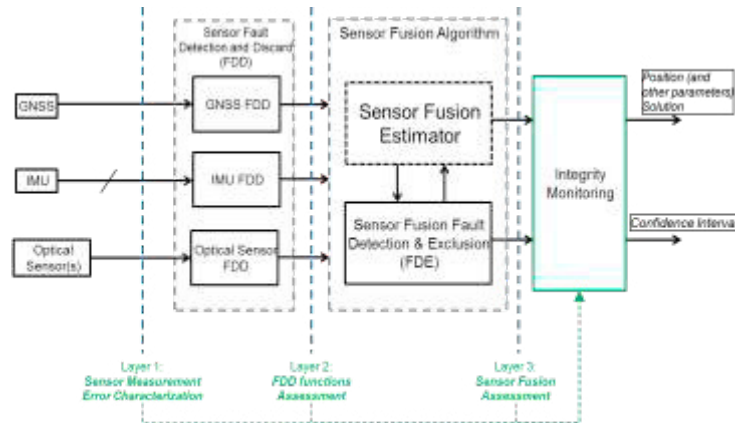 Sensor Fault
Detection and Discard
(FDD)
Sensor Fusion Algorithm
GNSS
GNSS FDD
IMU
IMU FDD
Optical
Sensor(s)
Optical Sensor
FDD
Sensor Fusion
Estimator
Sensor Fusion Fault
Detection & Exclusion
(FDE)
Integrity
Monitoring
Position (and
other parameters)
Solution
Confidence Interva
Layer 1:
Sensor Measurement
Error Characterization
Layer 2:
FDD functions
Assessment
Layer 3:
Sensor Fusion
Assessment